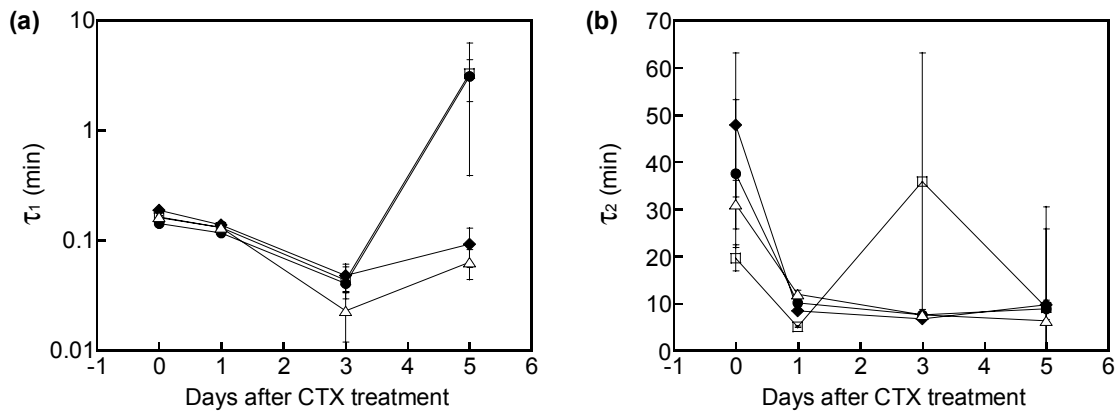 (a)
10
1
0.1
0.01
τ1 (min)
-1 0 1 2 3 4 5 6
Days after CTX treatment
(b)
70
60
50
40
30
20
10
0
τ2 (min)
-1 0 1 2 3 4 5 6
Days after CTX treatment